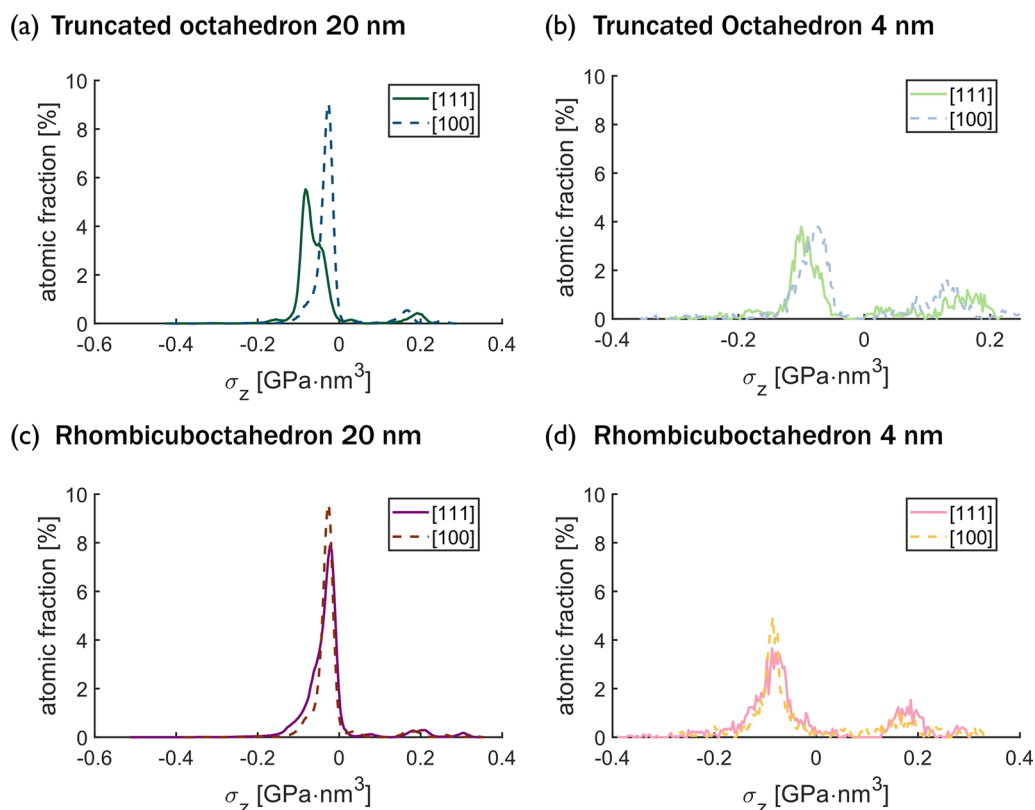 (a) Truncated octahedron 20 nm
10
8
6
4
2
0
atomic fraction [%]
[111]
[100]
-0.6 -0.4 -0.2 0 0.2 0.4
σz [GPa·nm³]
(b) Truncated Octahedron 4 nm
10
8
6
4
2
0
atomic fraction [%]
[111]
[100]
-0.4 -0.2 0 0.2
σz [GPa·nm³]
(c) Rhombicuboctahedron 20 nm
10
8
6
4
2
0
atomic fraction [%]
[111]
[100]
-0.6 -0.4 -0.2 0 0.2 0.4
σz [GPa·nm³]
(d) Rhombicuboctahedron 4 nm
10
8
6
4
2
0
atomic fraction [%]
[111]
[100]
-0.2 0 0.2 0.4
σz [GPa·nm³]